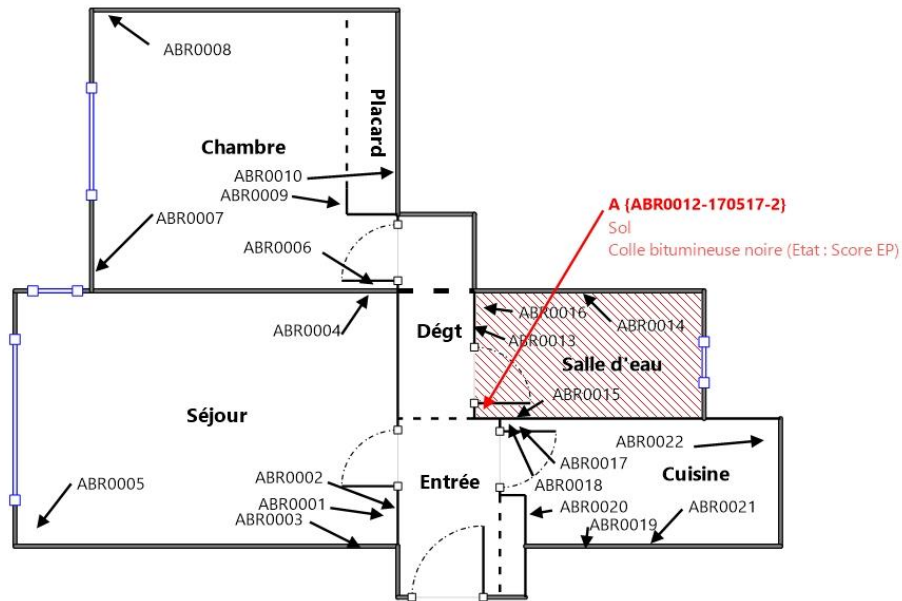 ABR0008
Placard
Chambre
ABR0010
ABR0009
A {ABR0012-170517-2}
Sol
Colle bitumineuse noire (Etat : Score EP)
ABR0007
ABR0006
ABR0004
Dégt
ABR0016
ABR0014
ABR0013
Salle d'eau
ABR0015
Séjour
ABR0022
ABR0017
ABR0002
Entrée
ABR0018
Cuisine
ABR0005
ABR0001
ABR0020
ABR0021
ABR0003
ABR0019